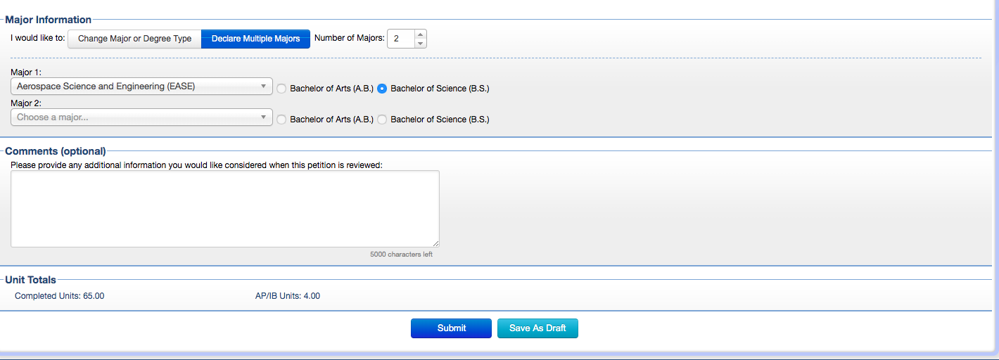 Major Information
I would like to: Change Major or Degree Type Declare Multiple Majors Number of Majors: 2
Major 1:
Aerospace Science and Engineering (EASE) Bachelor of Arts (A.B.) Bachelor of Science (B.S.)
Major 2:
Choose a major... Bachelor of Arts (A.B.) Bachelor of Science (B.S.)
Comments (optional)
Please provide any additional information you would like considered when this petition is reviewed:
5000 characters left
Unit Totals
Completed Units: 65.00 AP/IB Units: 4.00
Submit Save As Draft